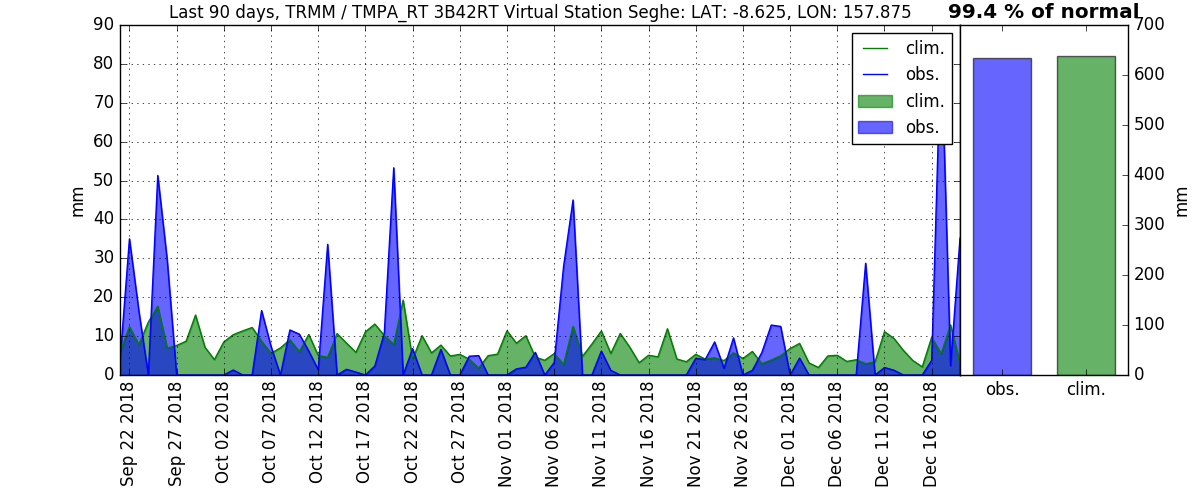 Last 90 days, TRMM / TMPA_RT 3B42RT Virtual Station Seghe: LAT: -8.625, LON: 157.875
99.4 % of normal
90
80
70
60
50
40
30
20
10
0
mm
clim.
obs.
clim.
obs.
700
600
500
400
300
200
100
0
mm
Sep 22 2018
Sep 27 2018
Oct 02 2018
Oct 07 2018
Oct 12 2018
Oct 17 2018
Oct 22 2018
Oct 27 2018
Nov 01 2018
Nov 06 2018
Nov 11 2018
Nov 16 2018
Nov 21 2018
Nov 26 2018
Dec 01 2018
Dec 06 2018
Dec 11 2018
Dec 16 2018
obs.
clim.